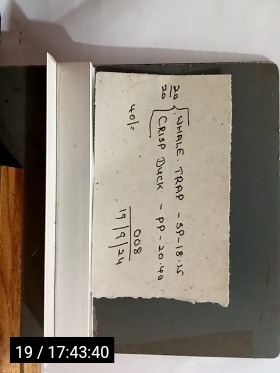 20/20 { WHALE. TRAP - SP-18.15
CRISP DUCK - PP-20.40
40/=
008
19/9/24
19 / 17:43:40